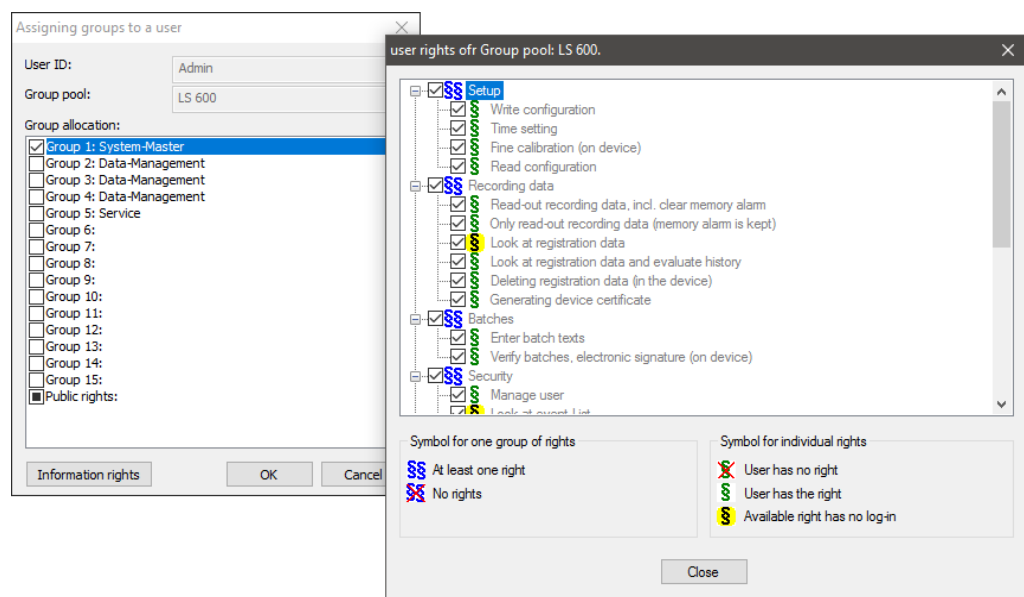 Assigning groups to a user
User ID:
Admin
Group pool:
LS 600
Group allocation:
Group 1: System-Master
Group 2: Data-Management
Group 3: Data-Management
Group 4: Data-Management
Group 5: Service
Group 6:
Group 7:
Group 8:
Group 9:
Group 10:
Group 11:
Group 12:
Group 13:
Group 14:
Group 15:
Public rights:
Information rights
OK
Cancel
user rights ofr Group pool: LS 600.
§§ Setup
§ Write configuration
§ Time setting
§ Fine calibration (on device)
§ Read configuration
§§ Recording data
§ Read-out recording data, incl. clear memory alarm
§ Only read-out recording data (memory alarm is kept)
§ Look at registration data
§ Look at registration data and evaluate history
§ Deleting registration data (in the device)
§ Generating device certificate
§§ Batches
§ Enter batch texts
§ Verify batches, electronic signature (on device)
§§ Security
§ Manage user
§ Look at event List
Symbol for one group of rights
§§ At least one right
§§ No rights
Symbol for individual rights
§ User has no right
§ User has the right
§ Available right has no log-in
Close